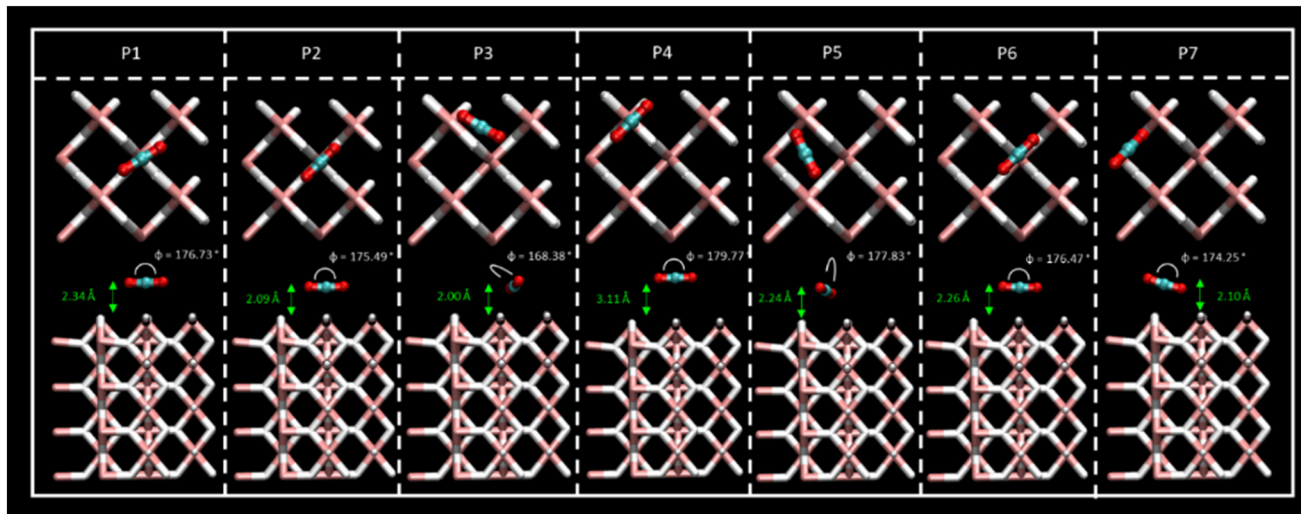 P1 P2 P3 P4 P5 P6 P7
ϕ = 176.73° ϕ = 175.49° ϕ = 168.38° ϕ = 179.77° ϕ = 177.83° ϕ = 176.47° ϕ = 174.25°
2.34 Å 2.09 Å 2.00 Å 3.11 Å 2.24 Å 2.26 Å 2.10 Å